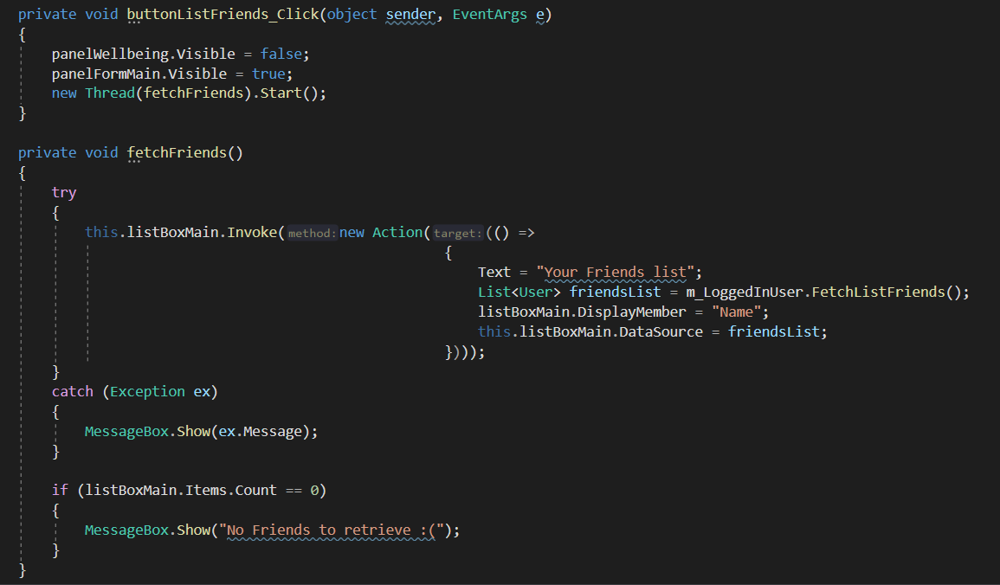 private void buttonListFriends_Click(object sender, EventArgs e)
{
    panelWellbeing.Visible = false;
    panelFormMain.Visible = true;
    new Thread(fetchFriends).Start();
}

private void fetchFriends()
{
    try
    {
        this.listBoxMain.Invoke( method: new Action( target: (() =>
                                                    {
                                                        Text = "Your Friends list";
                                                        List<User> friendsList = m_LoggedInUser.FetchListFriends();
                                                        listBoxMain.DisplayMember = "Name";
                                                        this.listBoxMain.DataSource = friendsList;
                                                    })));
    }
    catch (Exception ex)
    {
        MessageBox.Show(ex.Message);
    }

    if (listBoxMain.Items.Count == 0)
    {
        MessageBox.Show("No Friends to retrieve :(");
    }
}